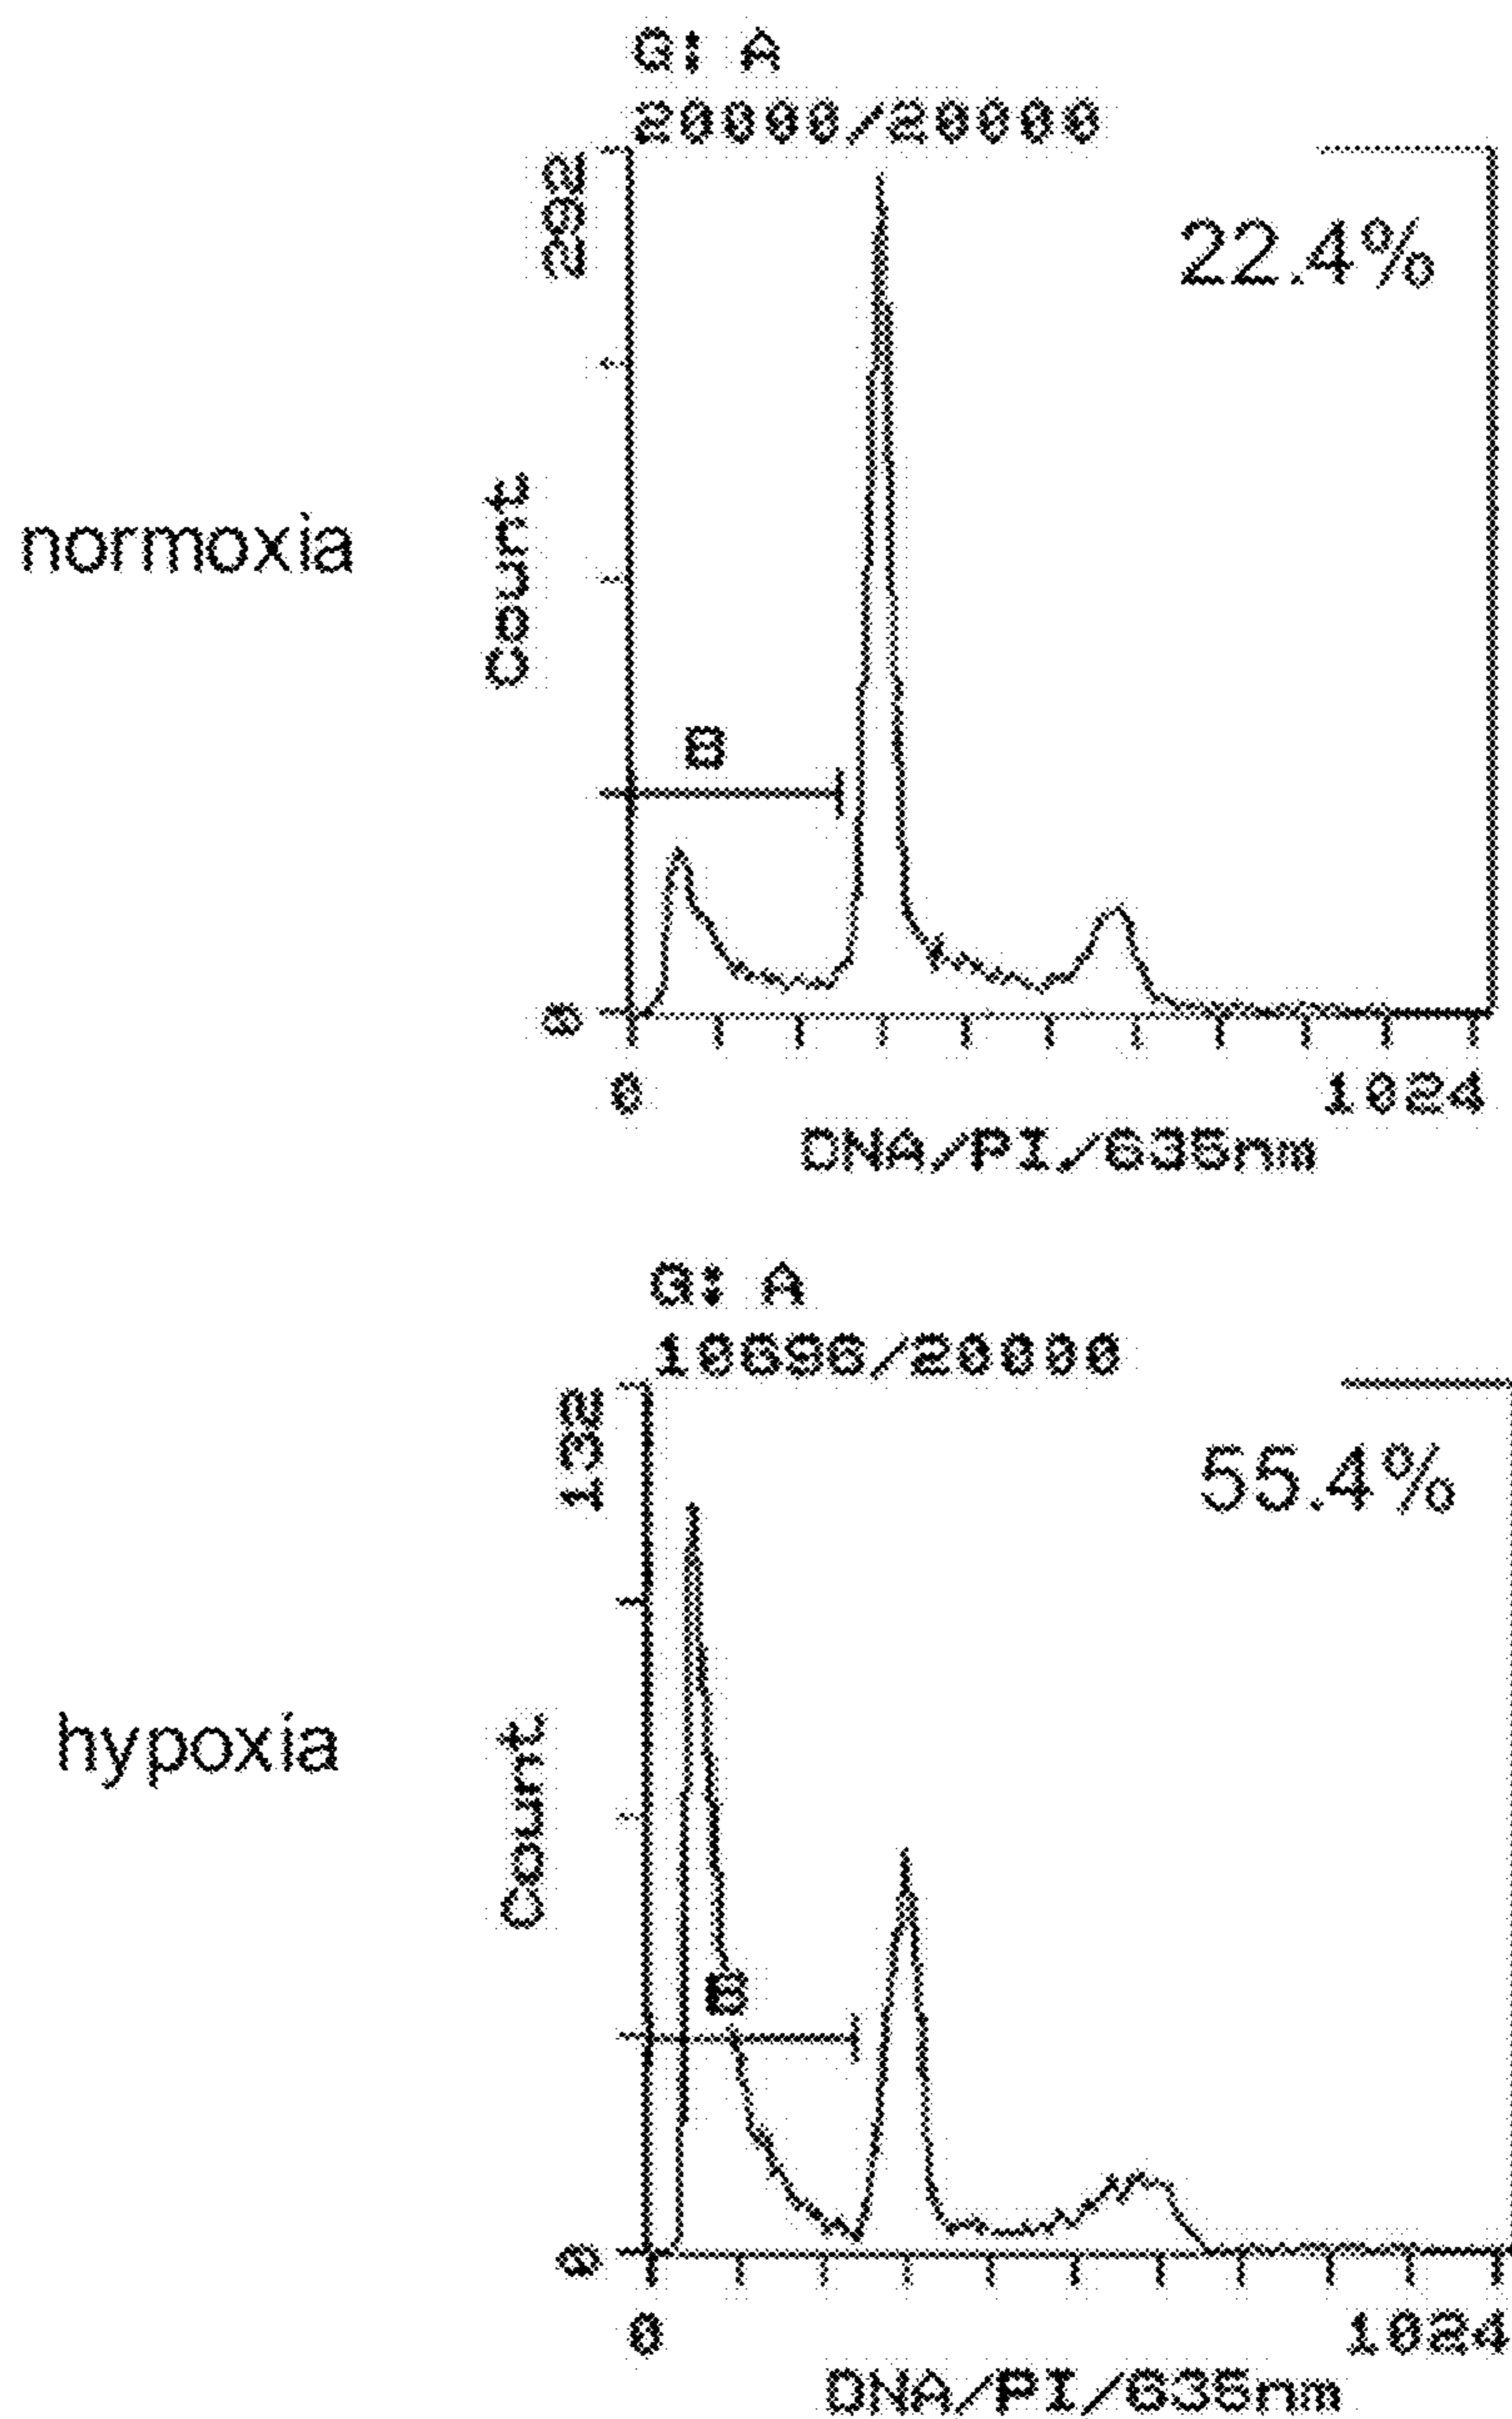 G: A
20000/20000
292
22.4%
normoxia
Count
B
0
0
1024
DNA/PI/635nm
G: A
10696/20000
132
55.4%
hypoxia
Count
B
0
0
1024
DNA/PI/635nm